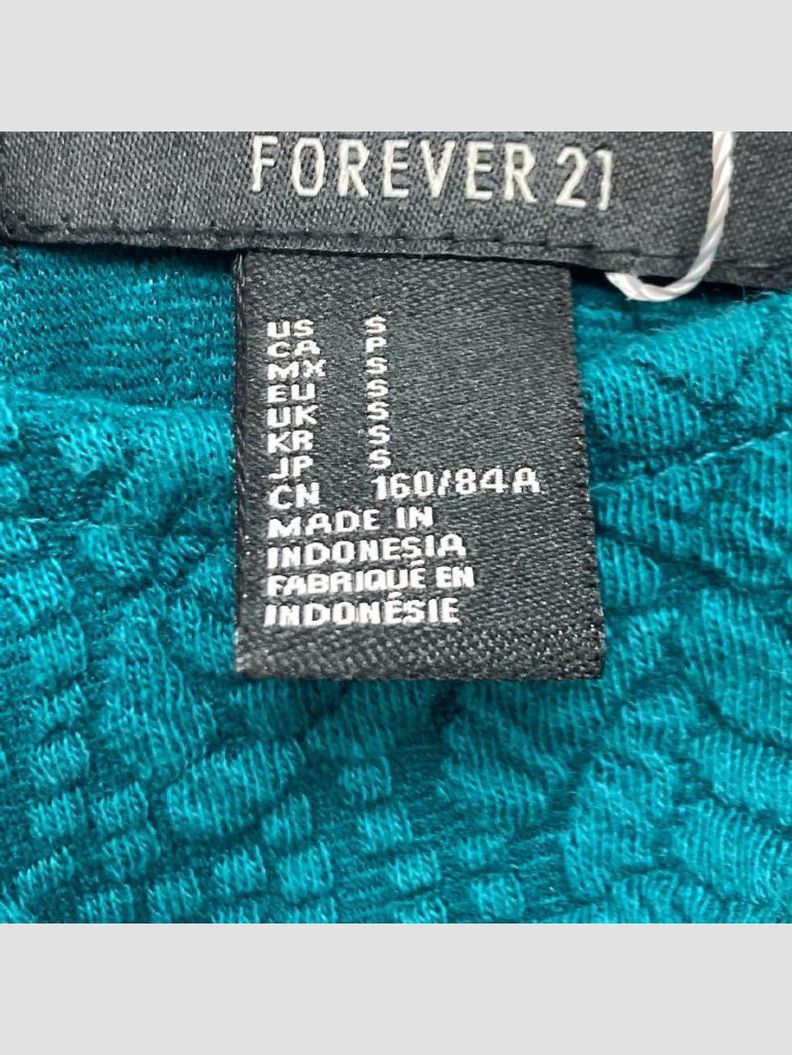 FOREVER 21
US S
CA P
MX S
EU S
UK S
KR S
JP S
CN 160/84A
MADE IN
INDONESIA
FABRIQUÉ EN
INDONÉSIE